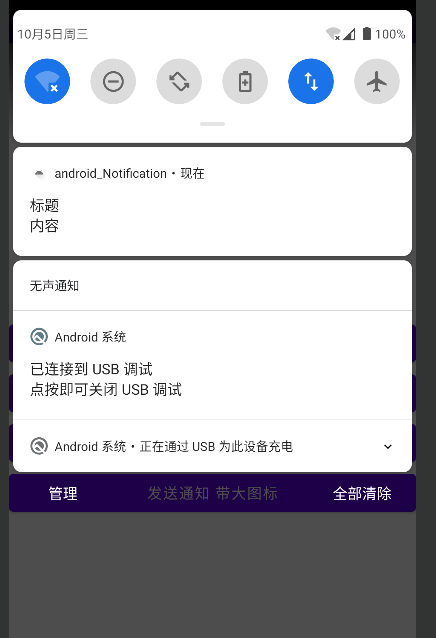 10月5日周三
100%
android_Notification • 现在
标题
内容
无声通知
Android 系统
已连接到 USB 调试
点按即可关闭 USB 调试
Android 系统 • 正在通过 USB 为此设备充电
管理 发送通知 带大图标 全部清除